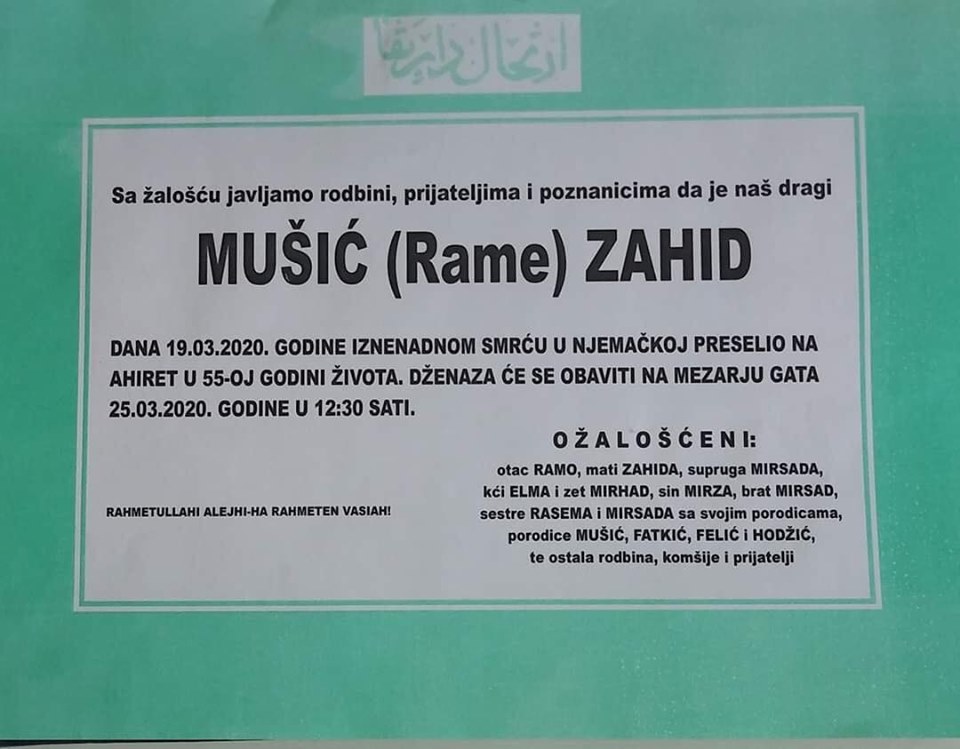 ارتحال دار بقا
Sa žalošću javljamo rodbini, prijateljima i poznanicima da je naš dragi
MUŠIĆ (Rame) ZAHID
DANA 19.03.2020. GODINE IZNENADNOM SMRĆU U NJEMAČKOJ PRESELIO NA
AHIRET U 55-OJ GODINI ŽIVOTA. DŽENAZA ĆE SE OBAVITI NA MEZARJU GATA
25.03.2020. GODINE U 12:30 SATI.
OŽALOŠĆENI:
otac RAMO, mati ZAHIDA, supruga MIRSADA,
kći ELMA i zet MIRHAD, sin MIRZA, brat MIRSAD,
sestre RASEMA i MIRSADA sa svojim porodicama,
porodice MUŠIĆ, FATKIĆ, FELIĆ i HODŽIĆ,
te ostala rodbina, komšije i prijatelji
RAHMETULLAHI ALEJHI-HA RAHMETEN VASIAH!